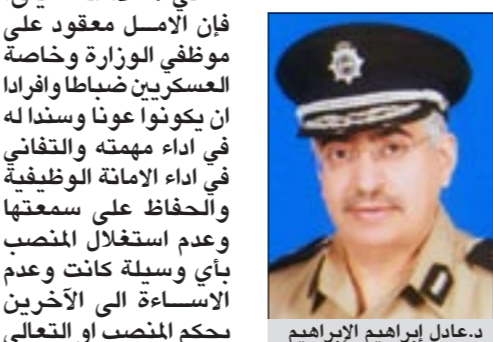 فإن الامـــل معقود على
موظفي الوزارة وخاصة
العسكريين ضباطا وافرادا
ان يكونوا عونا وسندا له
في اداء مهمته والتفاني
في اداء الامانة الوظيفية
والحفاظ على سمعتها
وعدم استغلال المنصب
بأي وسيلة كانت وعدم
الاســـاءة الى الآخرين
بحكم المنصب او التعالي
د.عادل إبراهيم الإبراهيم